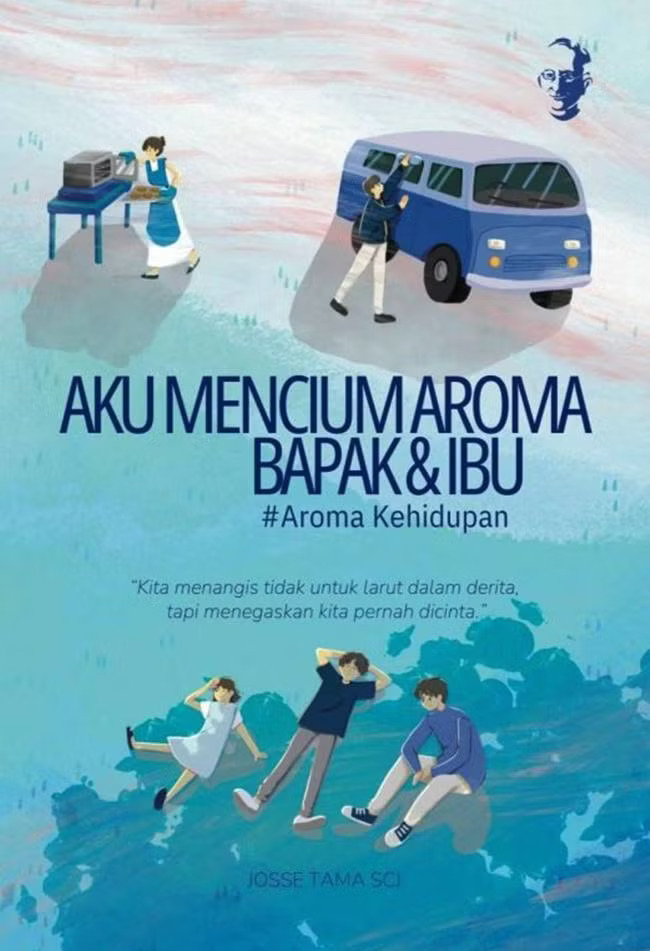 AKU MENCIUM AROMA
BAPAK & IBU
#Aroma Kehidupan
“Kita menangis tidak untuk larut dalam derita,
tapi menegaskan kita pernah dicinta.”
JOSSE TAMA SCJ